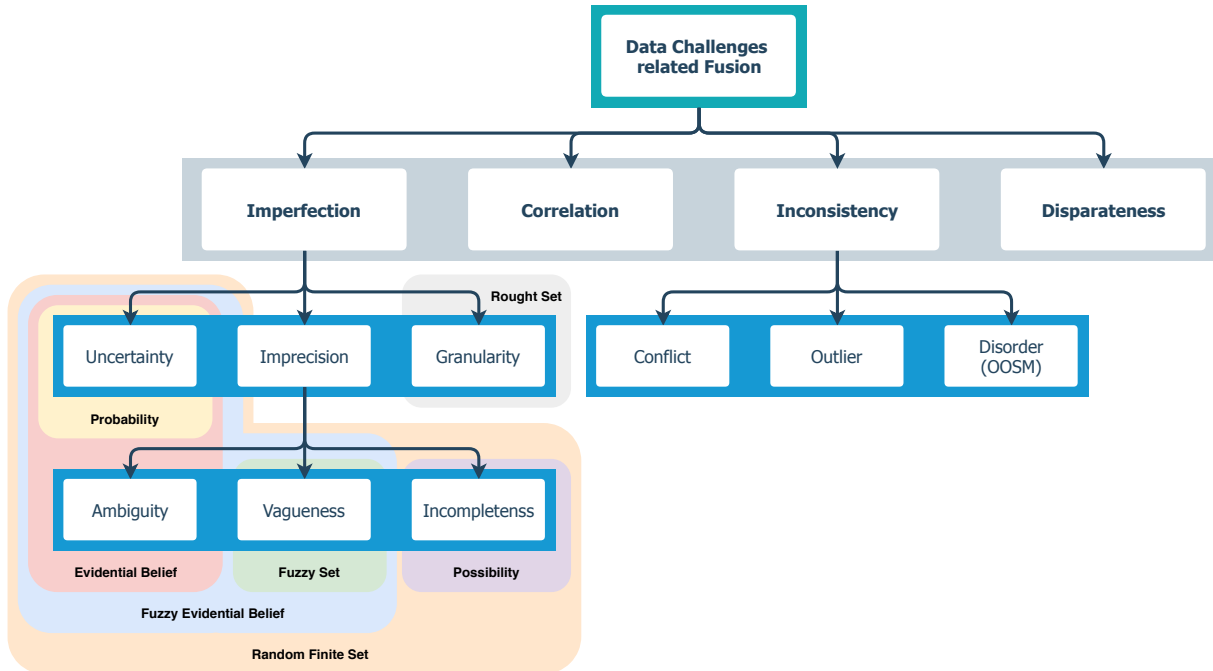 Data Challenges
related Fusion
Imperfection
Correlation
Inconsistency
Disparateness
Rought Set
Uncertainty
Imprecision
Granularity
Conflict
Outlier
Disorder
(OOSM)
Probability
Ambiguity
Vagueness
Incompletenss
Evidential Belief
Fuzzy Set
Possibility
Fuzzy Evidential Belief
Random Finite Set